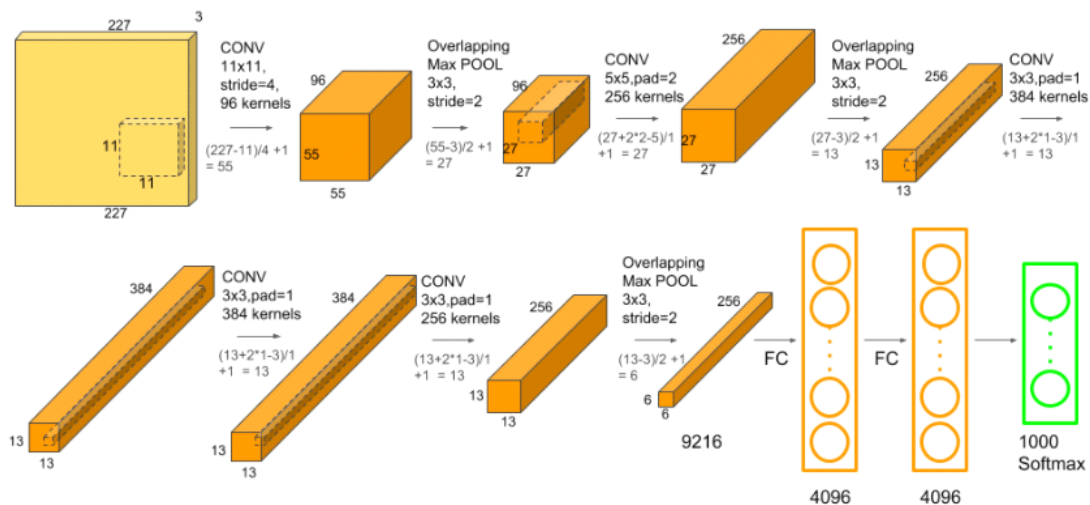 227
3
CONV
11x11,
stride=4,
96 kernels
(227-11)/4 +1
= 55
11
11
227
96
55
55
Overlapping
Max POOL
3x3,
stride=2
(55-3)/2 +1
= 27
96
27
27
CONV
5x5,pad=2
256 kernels
(27+2*2-5)/1
+1 = 27
256
27
27
Overlapping
Max POOL
3x3,
stride=2
(27-3)/2 +1
= 13
256
13
13
CONV
3x3,pad=1
384 kernels
(13+2*1-3)/1
+1 = 13
384
13
13
CONV
3x3,pad=1
384 kernels
(13+2*1-3)/1
+1 = 13
384
13
13
CONV
3x3,pad=1
256 kernels
(13+2*1-3)/1
+1 = 13
256
13
13
Overlapping
Max POOL
3x3,
stride=2
(13-3)/2 +1
= 6
256
6
6
9216
FC
4096
FC
4096
1000
Softmax